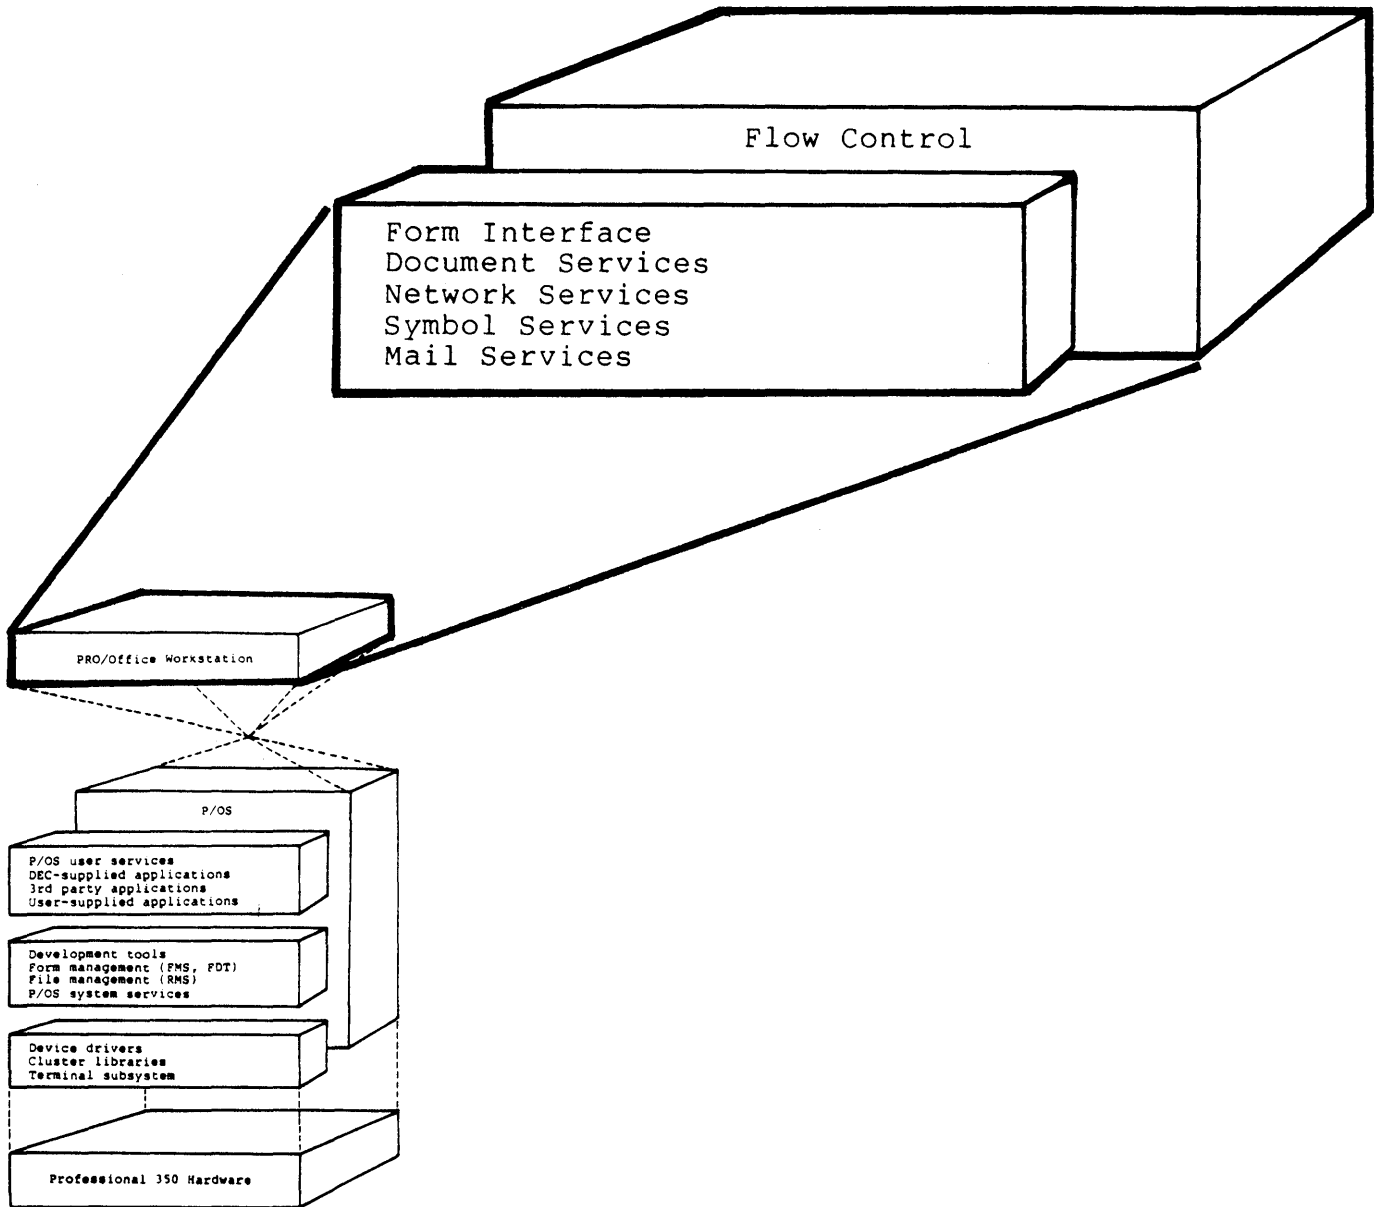 Flow Control
Form Interface
Document Services
Network Services
Symbol Services
Mail Services
PRO/Office Workstation
P/OS
P/OS user services
DEC-supplied applications
3rd party applications
User-supplied applications
Development tools
Form management (FMS, FDT)
File management (RMS)
P/OS system services
Device drivers
Cluster libraries
Terminal subsystem
Professional 350 Hardware